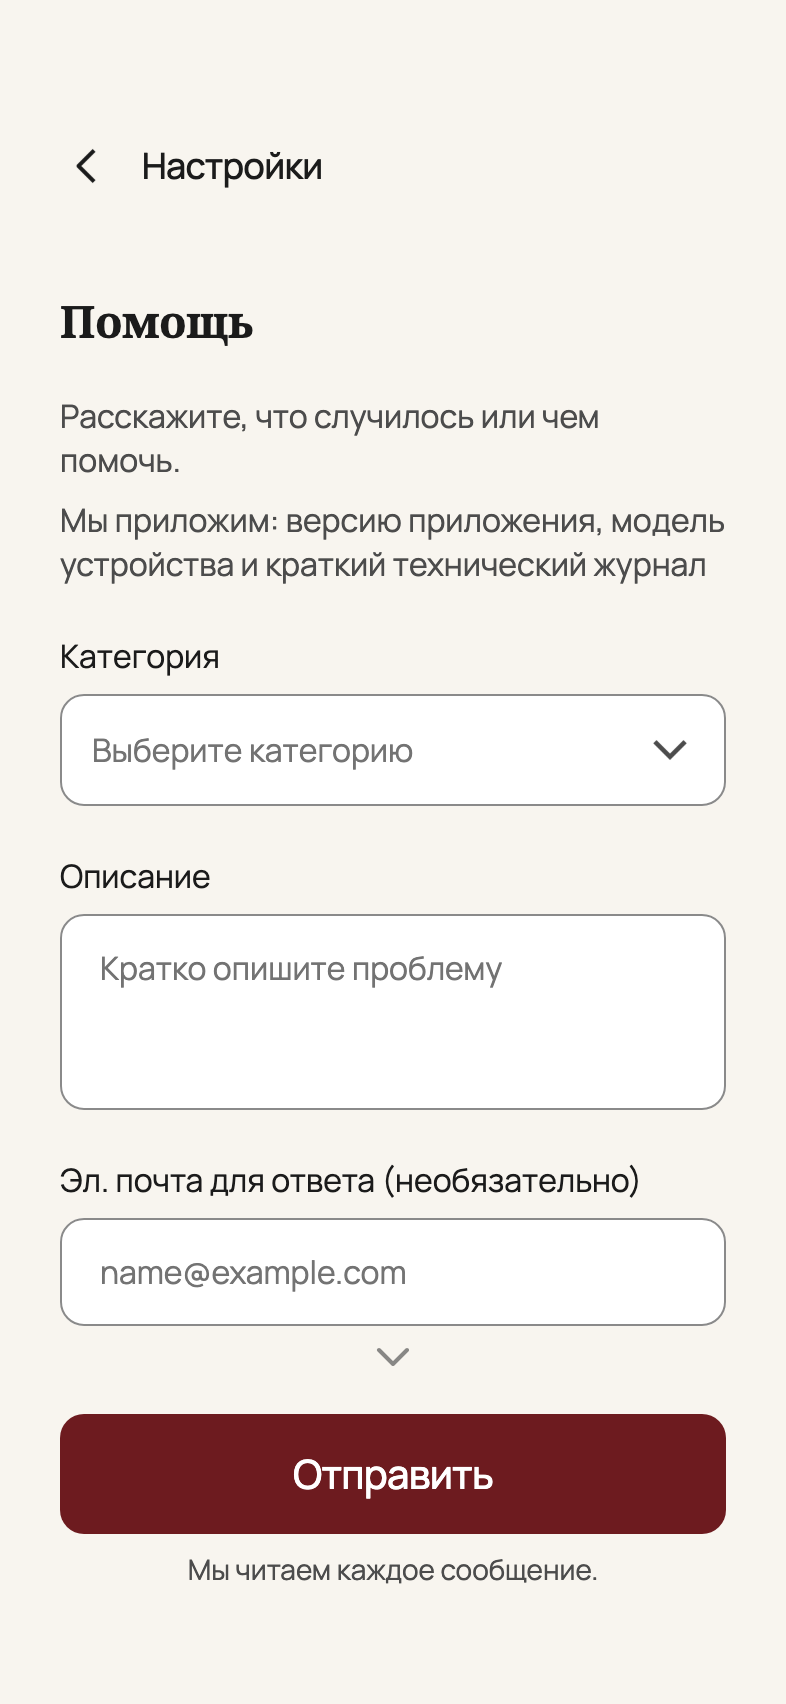 Настройки
Помощь
Расскажите, что случилось или чем
помочь.
Мы приложим: версию приложения, модель
устройства и краткий технический журнал
Категория
Выберите категорию
Описание
Кратко опишите проблему
Эл. почта для ответа (необязательно)
name@example.com
Отправить
Мы читаем каждое сообщение.